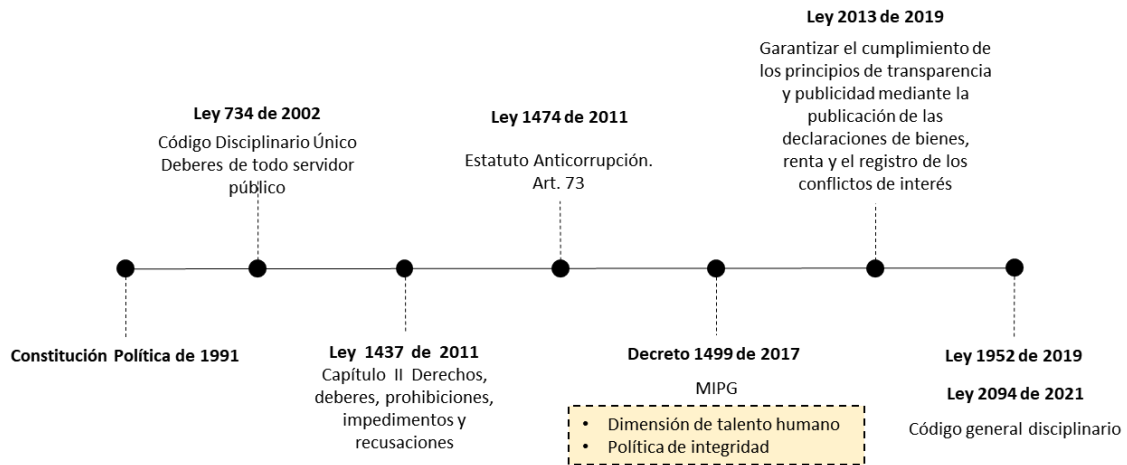 Constitución Política de 1991
Ley 734 de 2002
Código Disciplinario Único
Deberes de todo servidor
público
Ley 1437 de 2011
Capítulo II Derechos,
deberes, prohibiciones,
impedimentos y
recusaciones
Ley 1474 de 2011
Estatuto Anticorrupción.
Art. 73
Decreto 1499 de 2017
MIPG
• Dimensión de talento humano
• Política de integridad
Ley 2013 de 2019
Garantizar el cumplimiento de
los principios de transparencia
y publicidad mediante la
publicación de las
declaraciones de bienes,
renta y el registro de los
conflictos de interés
Ley 1952 de 2019
Ley 2094 de 2021
Código general disciplinario